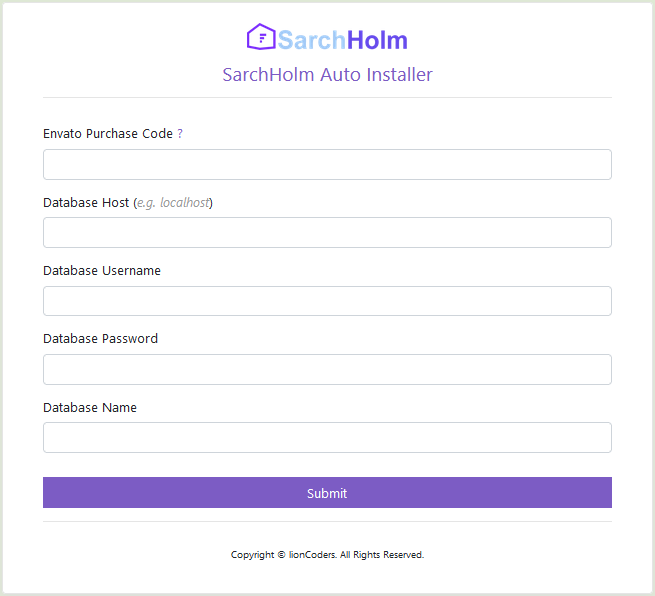 SarchHolm
SarchHolm Auto Installer
Envato Purchase Code ?
Database Host (e.g. localhost)
Database Username
Database Password
Database Name
Submit
Copyright © lionCoders. All Rights Reserved.